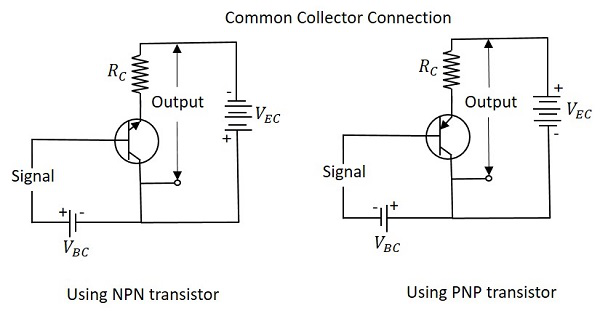 Common Collector Connection
R_C
Output
-
V_EC
+
Signal
+ -
V_BC
Using NPN transistor
R_C
Output
+
V_EC
-
Signal
- +
V_BC
Using PNP transistor